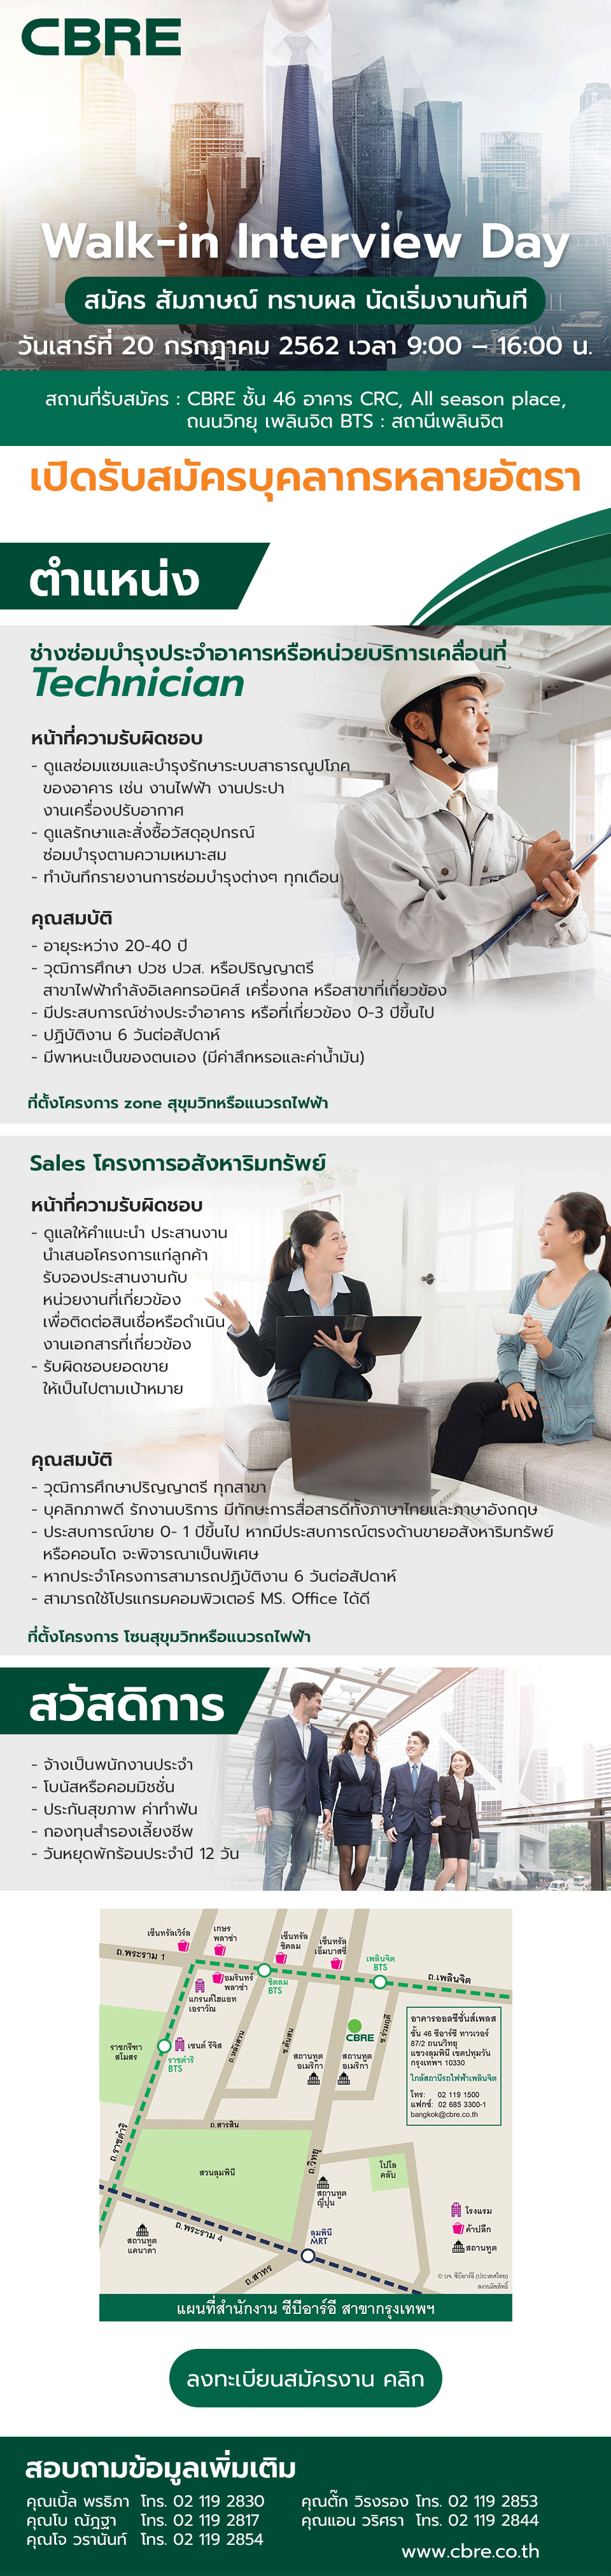 CBRE
Walk-in Interview Day
สมัคร สัมภาษณ์ ทราบผล นัดเริ่มงานทันที
วันเสาร์ที่ 20 กรกฎาคม 2562 เวลา 9:00 – 16:00 น.
สถานที่รับสมัคร : CBRE ชั้น 46 อาคาร CRC, All season place,
ถนนวิทยุ เพลินจิต BTS : สถานีเพลินจิต
เปิดรับสมัครบุคลากรหลายอัตรา
ตำแหน่ง
ช่างซ่อมบำรุงประจำอาคารหรือหน่วยบริการเคลื่อนที่
Technician
หน้าที่ความรับผิดชอบ
- ดูแลซ่อมแซมและบำรุงรักษาระบบสาธารณูปโภค
ของอาคาร เช่น งานไฟฟ้า งานประปา
งานเครื่องปรับอากาศ
- ดูแลรักษาและสั่งซื้อวัสดุอุปกรณ์
ซ่อมบำรุงตามความเหมาะสม
- ทำบันทึกรายงานการซ่อมบำรุงต่างๆ ทุกเดือน
คุณสมบัติ
- อายุระหว่าง 20-40 ปี
- วุฒิการศึกษา ปวช ปวส. หรือปริญญาตรี
สาขาไฟฟ้ากำลังอิเลคทรอนิคส์ เครื่องกล หรือสาขาที่เกี่ยวข้อง
- มีประสบการณ์ช่างประจำอาคาร หรือที่เกี่ยวข้อง 0-3 ปีขึ้นไป
- ปฏิบัติงาน 6 วันต่อสัปดาห์
- มีพาหนะเป็นของตนเอง (มีค่าสึกหรอและค่าน้ำมัน)
ที่ตั้งโครงการ zone สุขุมวิทหรือแนวรถไฟฟ้า
Sales โครงการอสังหาริมทรัพย์
หน้าที่ความรับผิดชอบ
- ดูแลให้คำแนะนำ ประสานงาน
นำเสนอโครงการแก่ลูกค้า
รับจองประสานงานกับ
หน่วยงานที่เกี่ยวข้อง
เพื่อติดต่อสินเชื่อหรือดำเนิน
งานเอกสารที่เกี่ยวข้อง
- รับผิดชอบยอดขาย
ให้เป็นไปตามเป้าหมาย
คุณสมบัติ
- วุฒิการศึกษาปริญญาตรี ทุกสาขา
- บุคลิกภาพดี รักงานบริการ มีทักษะการสื่อสารดีทั้งภาษาไทยและภาษาอังกฤษ
- ประสบการณ์ขาย 0- 1 ปีขึ้นไป หากมีประสบการณ์ตรงด้านขายอสังหาริมทรัพย์
หรือคอนโด จะพิจารณาเป็นพิเศษ
- หากประจำโครงการสามารถปฏิบัติงาน 6 วันต่อสัปดาห์
- สามารถใช้โปรแกรมคอมพิวเตอร์ MS. Office ได้ดี
ที่ตั้งโครงการ โซนสุขุมวิทหรือแนวรถไฟฟ้า
สวัสดิการ
- จ้างเป็นพนักงานประจำ
- โบนัสหรือคอมมิชชั่น
- ประกันสุขภาพ ค่าทำฟัน
- กองทุนสำรองเลี้ยงชีพ
- วันหยุดพักร้อนประจำปี 12 วัน
เซ็นทรัลเวิร์ล
เกษร
พลาซ่า
เซ็นทรัล
ชิดลม
เซ็นทรัล
เอ็มบาสซี่
ถ.พระราม 1
เพลินจิต
BTS
ถ.เพลินจิต
อมรินทร์
พลาซ่า
ชิดลม
BTS
แกรนด์ไฮแอท
เอราวัณ
ราชกรีฑา
สโมสร
เซนต์ รีจิส
ราชดำริ
BTS
ถ.หลังสวน
ซ.ต้นสน
ซ.ร่วมฤดี
CBRE
สถานทูต
อเมริกา
สถานทูต
อเมริกา
อาคารออลซีซั่นส์เพลส
ชั้น 46 ซีอาร์ซี ทาวเวอร์
87/2 ถนนวิทยุ
แขวงลุมพินี เขตปทุมวัน
กรุงเทพฯ 10330
ใกล้สถานีรถไฟฟ้าเพลินจิต
โทร: 02 119 1500
แฟกซ์: 02 685 3300-1
bangkok@cbre.co.th
ถ.สารสิน
ถ.ราชดำริ
สวนลุมพินี
ถ.วิทยุ
โปโล
คลับ
สถานทูต
ญี่ปุ่น
สถานทูต
แคนาดา
ถ.พระราม 4
ลุมพินี
MRT
ถ.สาทร
โรงแรม
ค้าปลีก
สถานทูต
© บจ. ซีบีอาร์อี (ประเทศไทย)
สงวนลิขสิทธิ์
แผนที่สำนักงาน ซีบีอาร์อี สาขากรุงเทพฯ
ลงทะเบียนสมัครงาน คลิก
สอบถามข้อมูลเพิ่มเติม
คุณเปิ้ล พรธิภา โทร. 02 119 2830
คุณโบ ณัฎฐา โทร. 02 119 2817
คุณโจ วรานันท์ โทร. 02 119 2854
คุณตั๊ก วิรงรอง โทร. 02 119 2853
คุณแอน วริศรา โทร. 02 119 2844
www.cbre.co.th